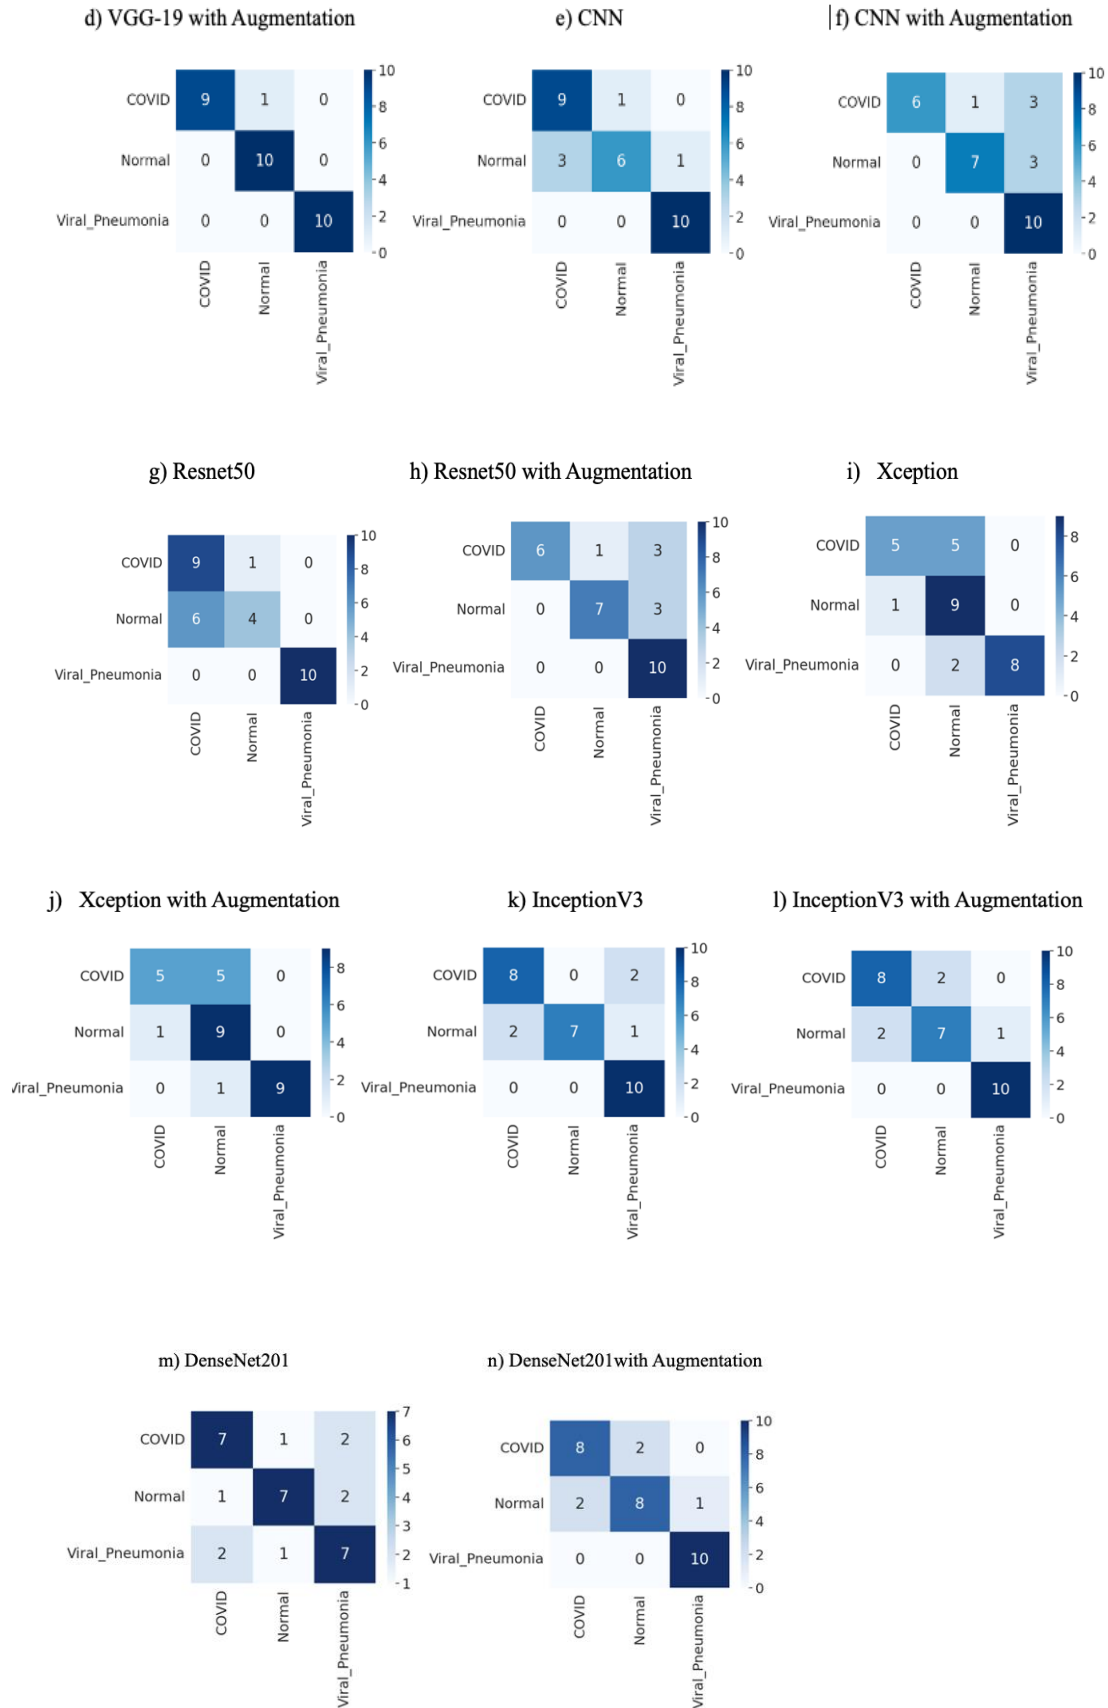 d) VGG-19 with Augmentation
e) CNN
f) CNN with Augmentation
COVID 9 1 0
Normal 0 10 0
Viral_Pneumonia 0 0 10
COVID Normal Viral_Pneumonia
10 8 6 4 2 0
COVID 9 1 0
Normal 3 6 1
Viral_Pneumonia 0 0 10
COVID Normal Viral_Pneumonia
10 8 6 4 2 0
COVID 6 1 3
Normal 0 7 3
Viral_Pneumonia 0 0 10
COVID Normal Viral_Pneumonia
10 8 6 4 2 0
g) Resnet50
h) Resnet50 with Augmentation
i) Xception
COVID 9 1 0
Normal 6 4 0
Viral_Pneumonia 0 0 10
COVID Normal Viral_Pneumonia
10 8 6 4 2 0
COVID 6 1 3
Normal 0 7 3
Viral_Pneumonia 0 0 10
COVID Normal Viral_Pneumonia
10 8 6 4 2 0
COVID 5 5 0
Normal 1 9 0
Viral_Pneumonia 0 2 8
COVID Normal Viral_Pneumonia
8 6 4 2 0
j) Xception with Augmentation
k) InceptionV3
l) InceptionV3 with Augmentation
COVID 5 5 0
Normal 1 9 0
Viral_Pneumonia 0 1 9
COVID Normal Viral_Pneumonia
8 6 4 2 0
COVID 8 0 2
Normal 2 7 1
Viral_Pneumonia 0 0 10
COVID Normal Viral_Pneumonia
10 8 6 4 2 0
COVID 8 2 0
Normal 2 7 1
Viral_Pneumonia 0 0 10
COVID Normal Viral_Pneumonia
10 8 6 4 2 0
m) DenseNet201
n) DenseNet201with Augmentation
COVID 7 1 2
Normal 1 7 2
Viral_Pneumonia 2 1 7
COVID Normal Viral_Pneumonia
7 6 5 4 3 2 1
COVID 8 2 0
Normal 2 8 1
Viral_Pneumonia 0 0 10
COVID Normal Viral_Pneumonia
10 8 6 4 2 0